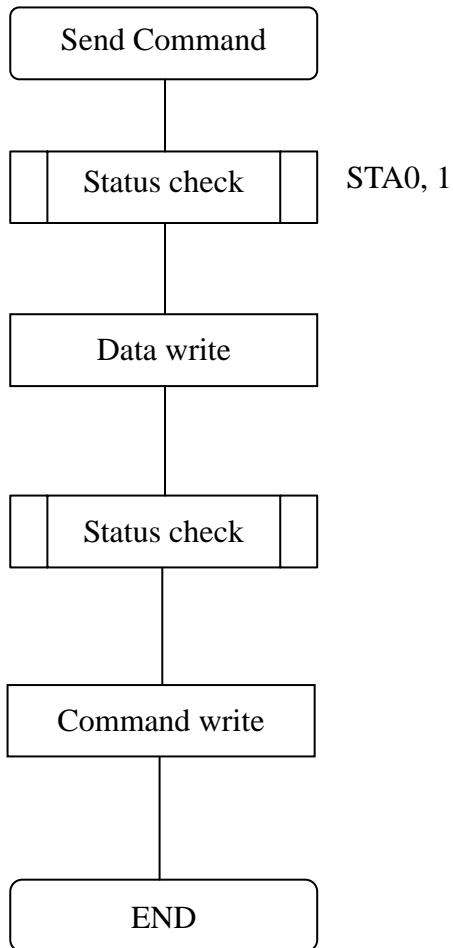 Send Command
Status check
STA0, 1
Data write
Status check
Command write
END